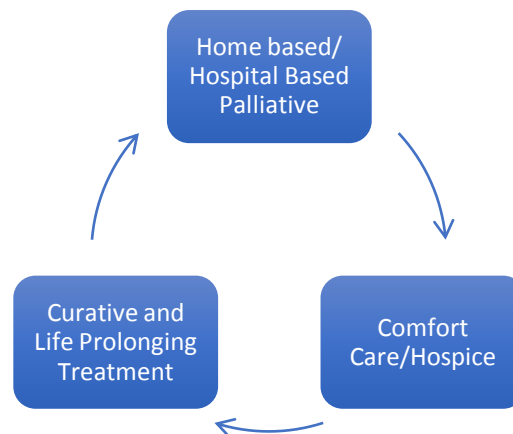 Home based/
Hospital Based
Palliative
Curative and
Life Prolonging
Treatment
Comfort
Care/Hospice